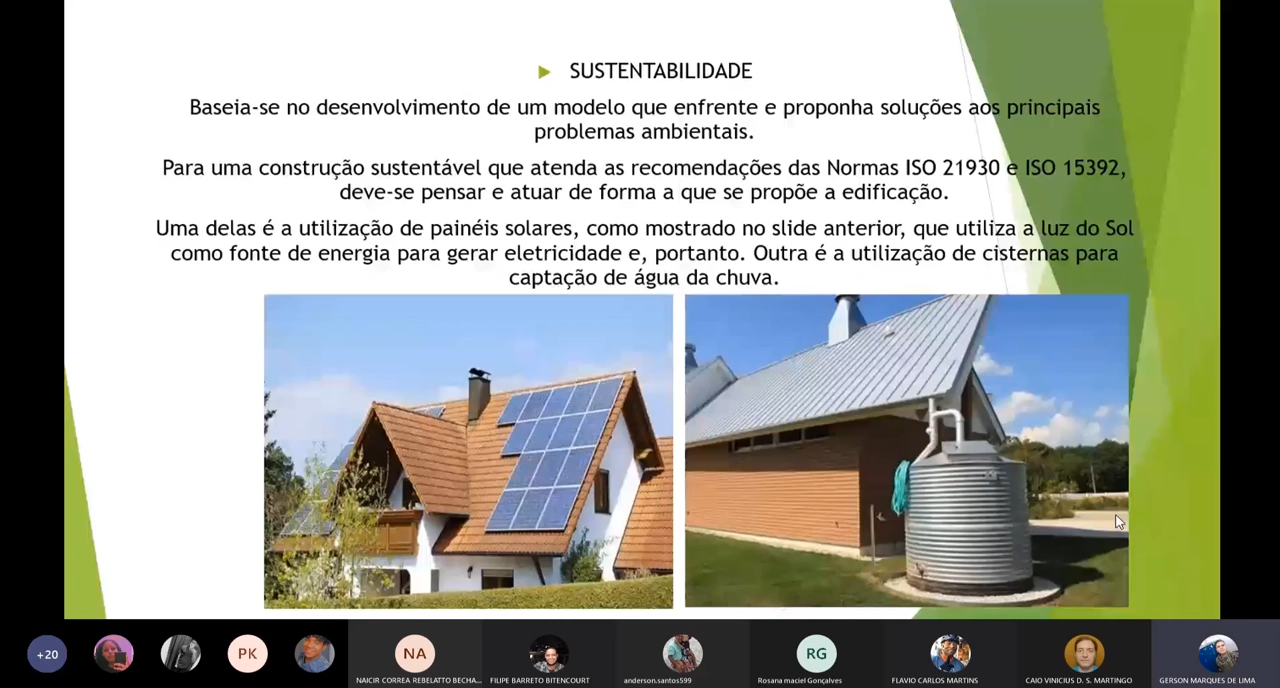 SUSTENTABILIDADE
Baseia-se no desenvolvimento de um modelo que enfrente e proponha soluções aos principais
problemas ambientais.
Para uma construção sustentável que atenda as recomendações das Normas ISO 21930 e ISO 15392,
deve-se pensar e atuar de forma a que se propõe a edificação.
Uma delas é a utilização de painéis solares, como mostrado no slide anterior, que utiliza a luz do Sol
como fonte de energia para gerar eletricidade e, portanto. Outra é a utilização de cisternas para
captação de água da chuva.
+20
PK
NA
RG
NAICIR CORREA REBELATTO BECHA...
FILIPE BARRETO BITENCOURT
anderson.santos599
Rosana maciel Gonçalves
FLAVIO CARLOS MARTINS
CAIO VINICIUS D. S. MARTINGO
GERSON MARQUES DE LIMA